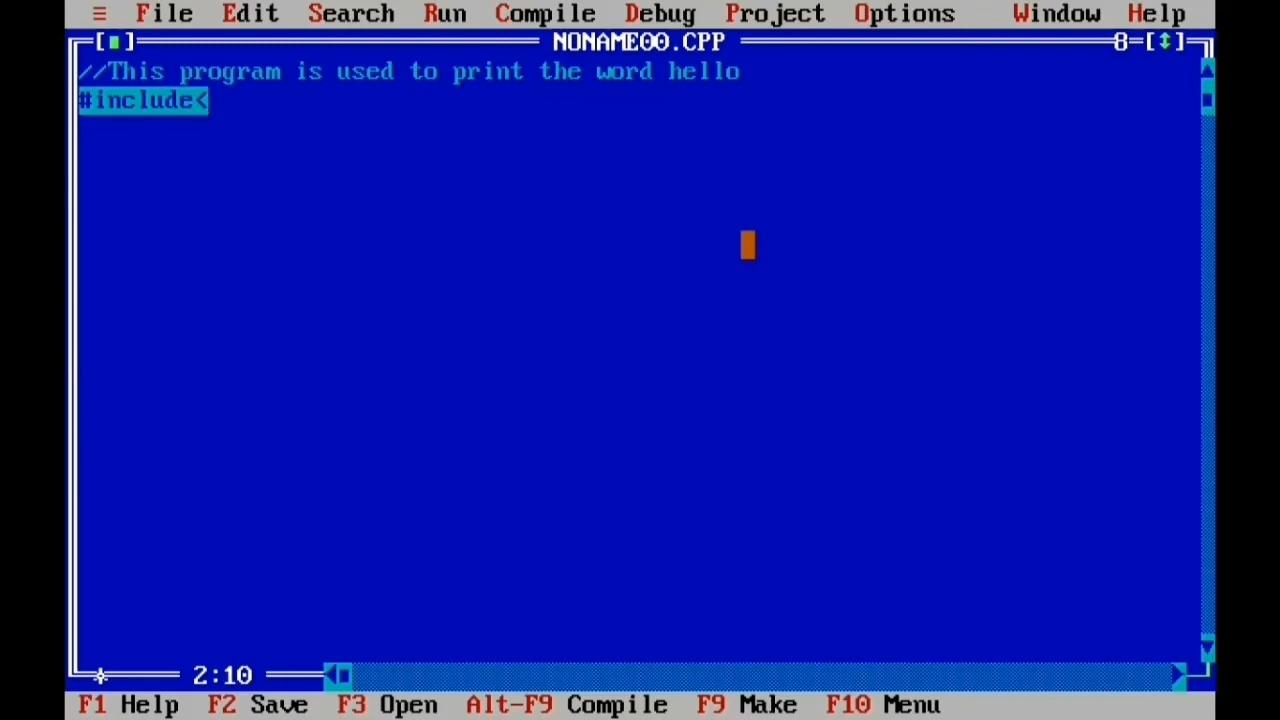 ≡ File Edit Search Run Compile Debug Project Options Window Help
[■] NONAME00.CPP 8=[↕]
//This program is used to print the word hello
#include<
2:10
F1 Help F2 Save F3 Open Alt-F9 Compile F9 Make F10 Menu